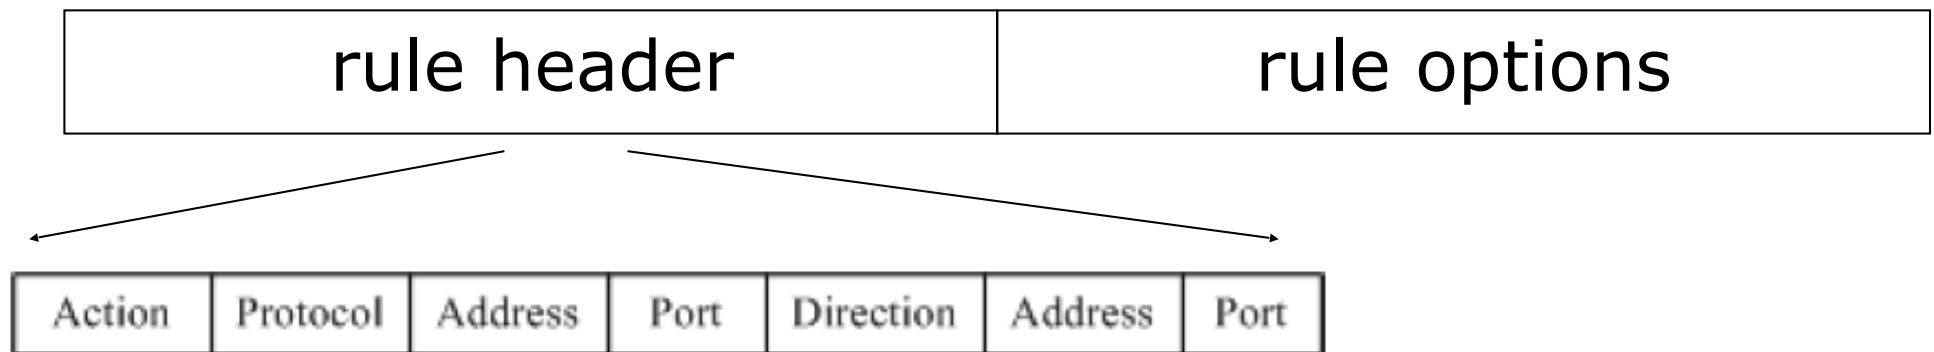 rule header rule options
Action Protocol Address Port Direction Address Port